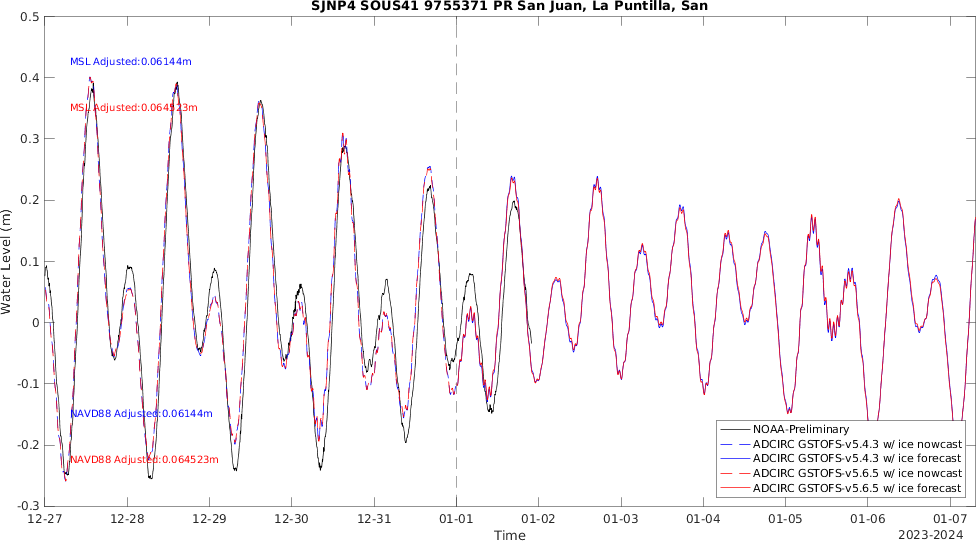 SJNP4 SOUS41 9755371 PR San Juan, La Puntilla, San
0.5
0.4
0.3
0.2
0.1
0
-0.1
-0.2
-0.3
Water Level (m)
MSL Adjusted:0.06144m
MSL Adjusted:0.064523m
NAVD88 Adjusted:0.06144m
NAVD88 Adjusted:0.064523m
NOAA-Preliminary
ADCIRC GSTOFS-v5.4.3 w/ ice nowcast
ADCIRC GSTOFS-v5.4.3 w/ ice forecast
ADCIRC GSTOFS-v5.6.5 w/ ice nowcast
ADCIRC GSTOFS-v5.6.5 w/ ice forecast
12-27 12-28 12-29 12-30 12-31 01-01 01-02 01-03 01-04 01-05 01-06 01-07
Time
2023-2024